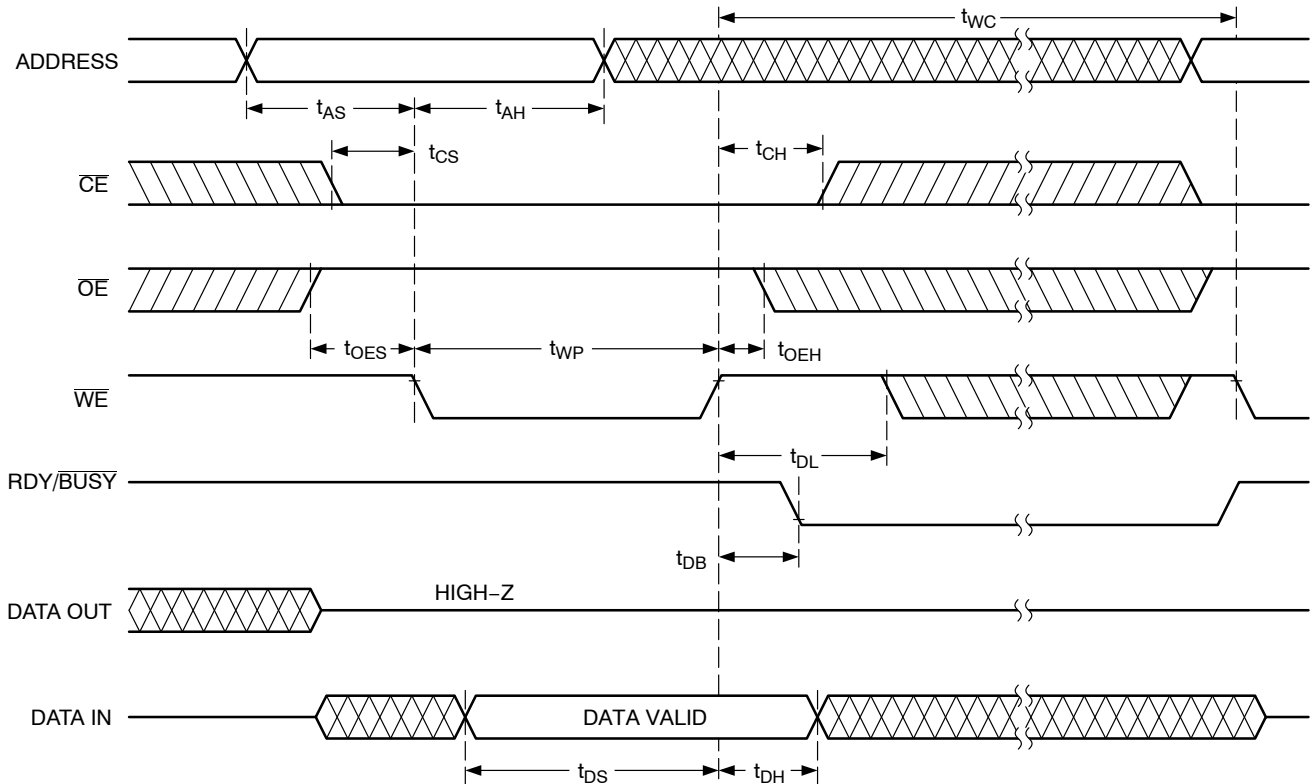 tWC
ADDRESS
tAS
tAH
tCS
tCH
CE
OE
tOES
tWP
tOEH
WE
tDL
RDY/BUSY
tDB
HIGH–Z
DATA OUT
DATA IN
DATA VALID
tDS
tDH